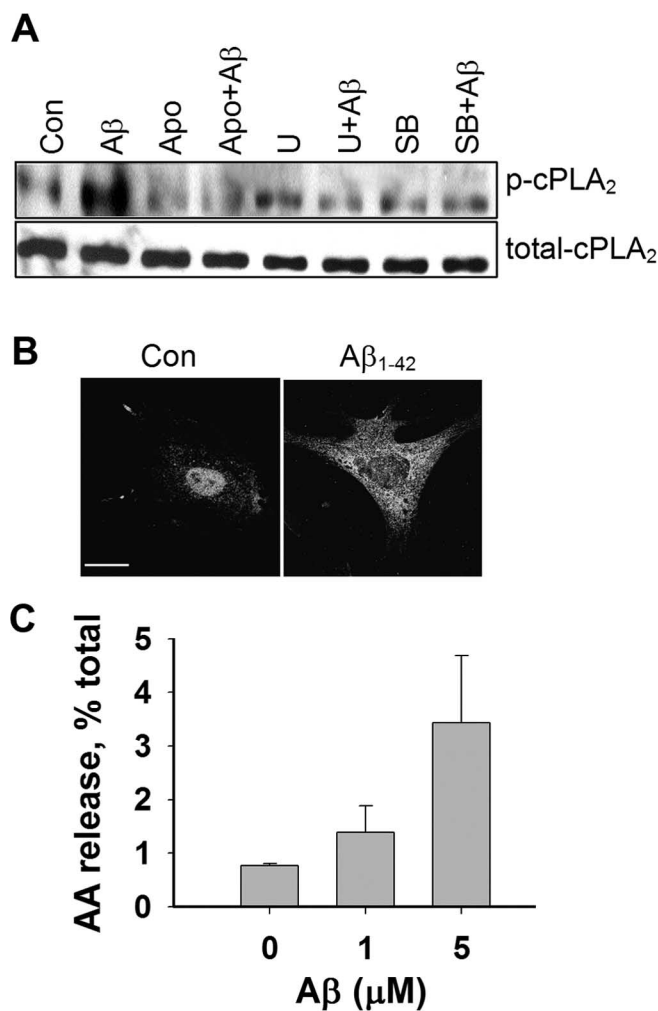 A
Con Aβ Apo Apo+Aβ U U+Aβ SB SB+Aβ
p-cPLA₂
total-cPLA₂
B
Con Aβ₁₋₄₂
C
AA release, % total
5
4
3
2
1
0
0 1 5
Aβ (μM)